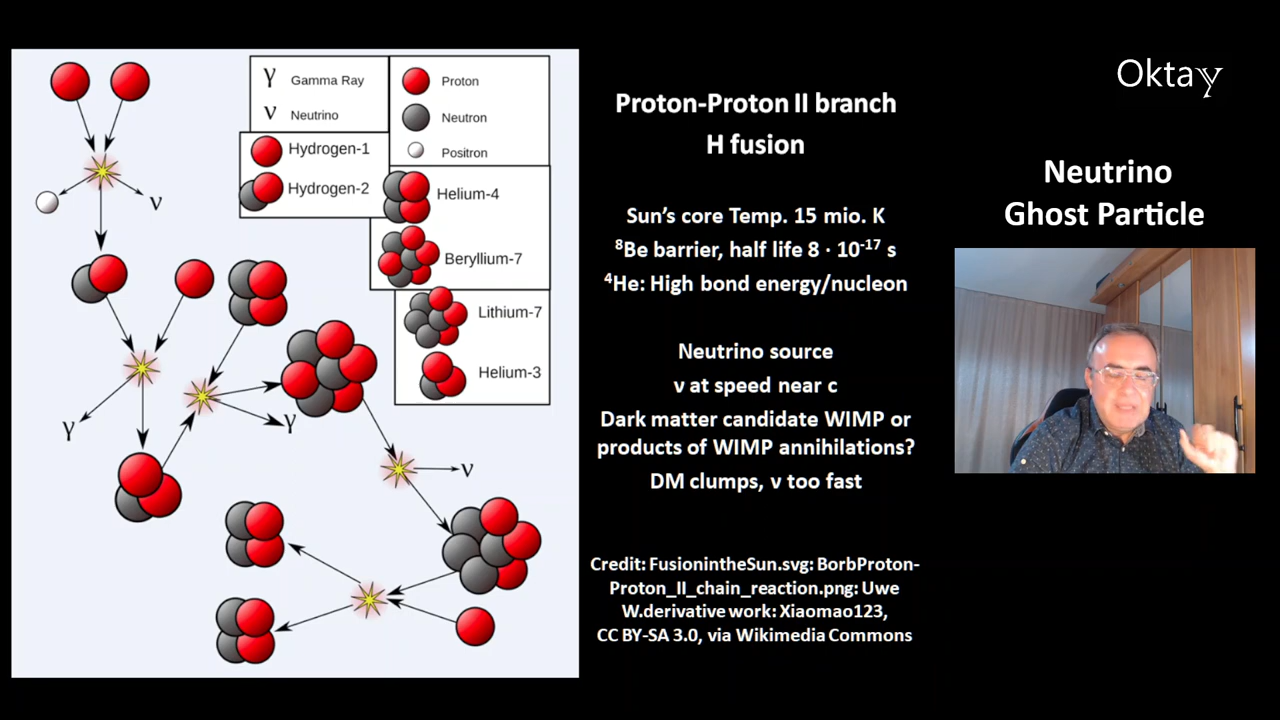 γ Gamma Ray
ν Neutrino
Proton
Neutron
Positron
Hydrogen-1
Hydrogen-2
Helium-4
Beryllium-7
Lithium-7
Helium-3
ν
γ
γ
ν
Proton-Proton II branch
H fusion
Sun's core Temp. 15 mio. K
⁸Be barrier, half life 8 · 10⁻¹⁷ s
⁴He: High bond energy/nucleon
Neutrino source
ν at speed near c
Dark matter candidate WIMP or
products of WIMP annihilations?
DM clumps, ν too fast
Credit: FusionintheSun.svg: BorbProton-
Proton_II_chain_reaction.png: Uwe
W.derivative work: Xiaomao123,
CC BY-SA 3.0, via Wikimedia Commons
Oktay
Neutrino
Ghost Particle